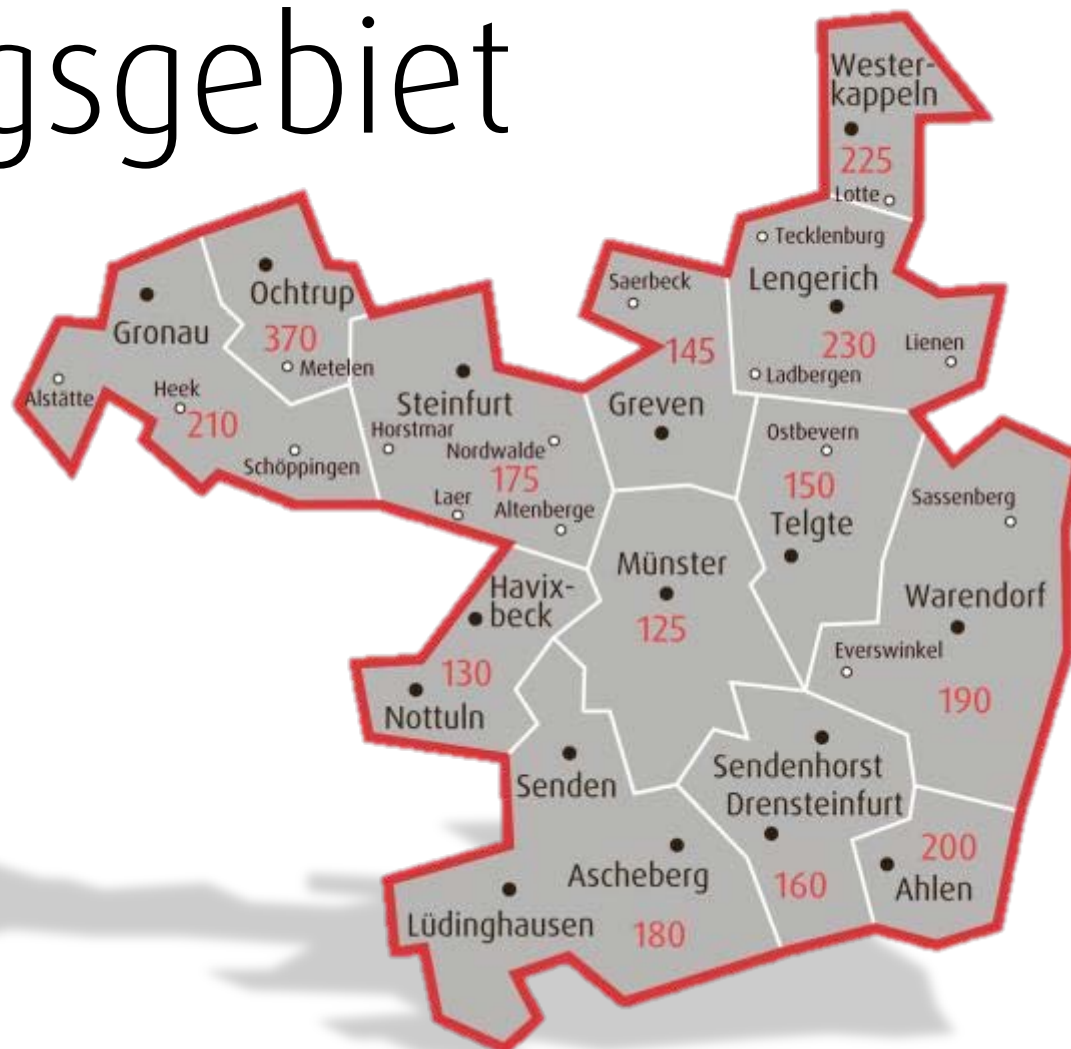 gsgebiet
Wester-
kappeln
225
Lotte
Tecklenburg
Lengerich
230
Lienen
Ladbergen
Saerbeck
145
Greven
Ochtrup
370
Metelen
Gronau
Alstätte
Heek
210
Schöppingen
Steinfurt
Horstmar
Nordwalde
175
Laer
Altenberge
Ostbevern
150
Telgte
Sassenberg
Warendorf
Everswinkel
190
Münster
125
Havix-
beck
130
Nottuln
Senden
Ascheberg
Lüdinghausen
180
Sendenhorst
Drensteinfurt
160
200
Ahlen